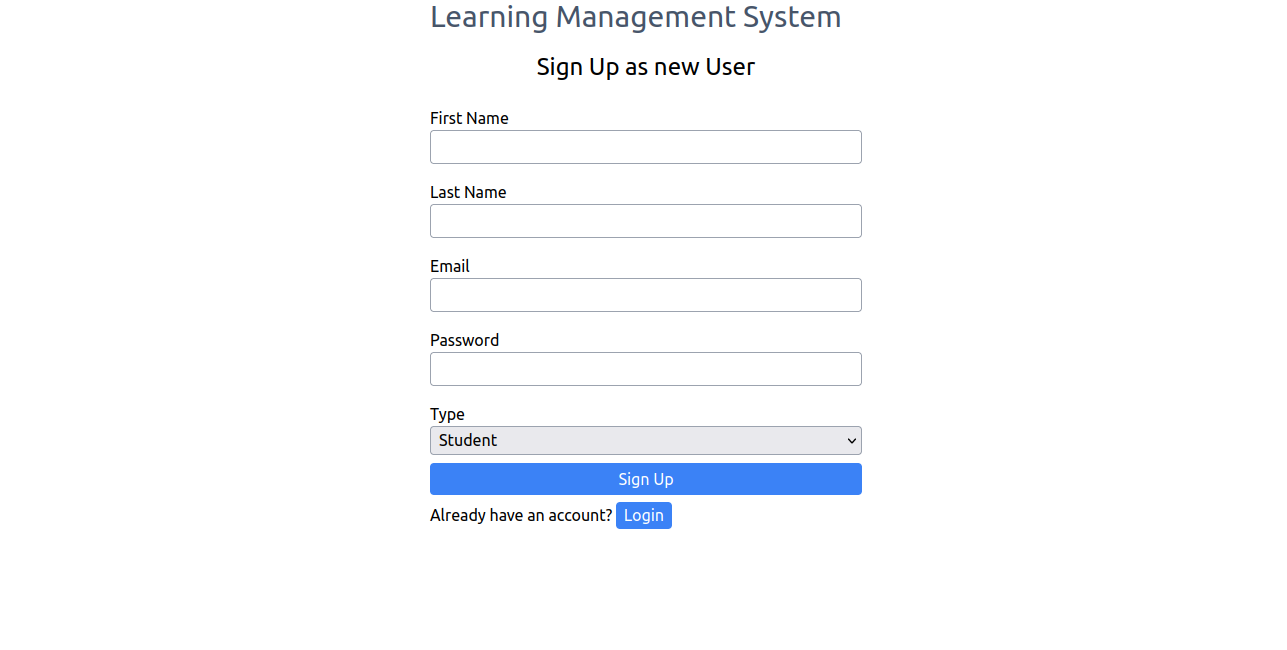 Learning Management System
Sign Up as new User
First Name
Last Name
Email
Password
Type
Student
Sign Up
Already have an account? Login